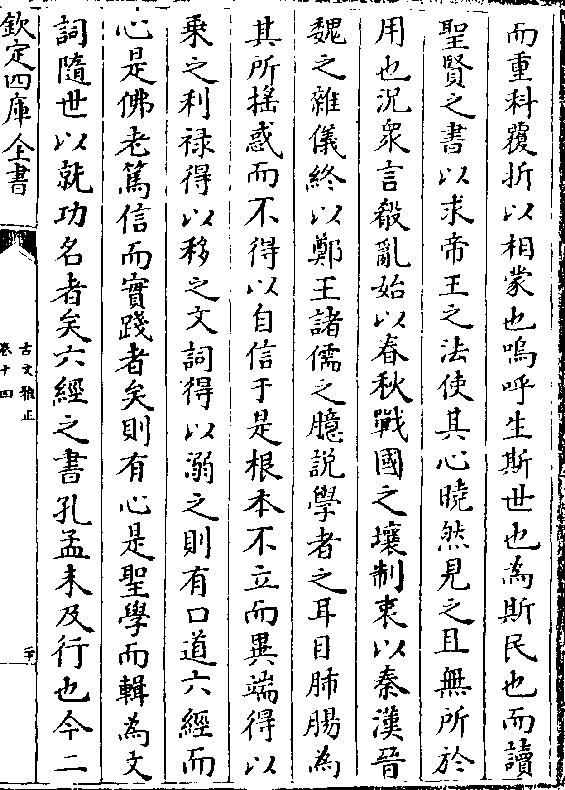 而重科覆折以相蒙也嗚呼生斯世也為斯民也而讀
聖賢之書以求帝王之法使其心曉然見之且無所於
用也況衆言殽亂始以春秋戰國之壊制衷以秦漢晉
魏之雜儀終以鄭王諸儒之臆說學者之耳目肺腸為
其所揺惑而不得以自信于是根本不立而異端得以
乗之利禄得以移之文詞得以溺之則有口道六經而
心是佛老篤信而實踐者矣則有心是聖學而輯為文
詞隨世以就功名者矣六經之書孔孟未及行也今二
欽定四庫全書
古文雅正
卷十四